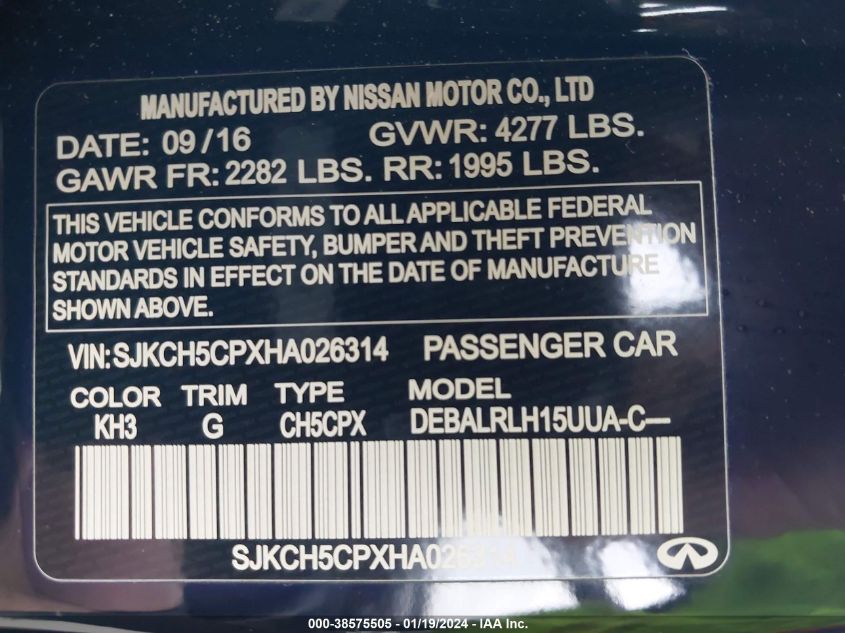 MANUFACTURED BY NISSAN MOTOR CO., LTD
DATE: 09/16 GVWR: 4277 LBS.
GAWR FR: 2282 LBS. RR: 1995 LBS.
THIS VEHICLE CONFORMS TO ALL APPLICABLE FEDERAL
MOTOR VEHICLE SAFETY, BUMPER AND THEFT PREVENTION
STANDARDS IN EFFECT ON THE DATE OF MANUFACTURE
SHOWN ABOVE.
VIN: SJKCH5CPXHA026314 PASSENGER CAR
COLOR TRIM TYPE MODEL
KH3 G CH5CPX DEBALRLH15UUA-C—
SJKCH5CPXHA026314
000-38575505 - 01/19/2024 - IAA Inc.